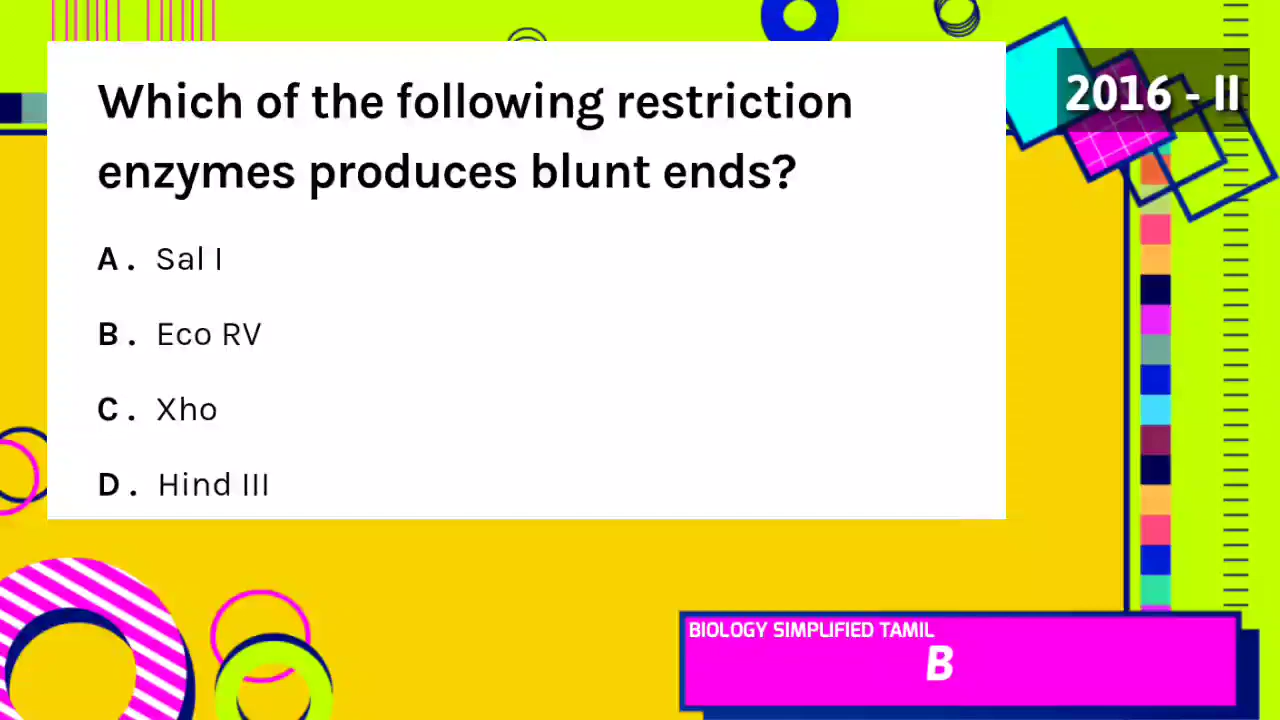 Which of the following restriction
enzymes produces blunt ends?
A. Sal I
B. Eco RV
C. Xho
D. Hind III
2016 - II
BIOLOGY SIMPLIFIED TAMIL
B